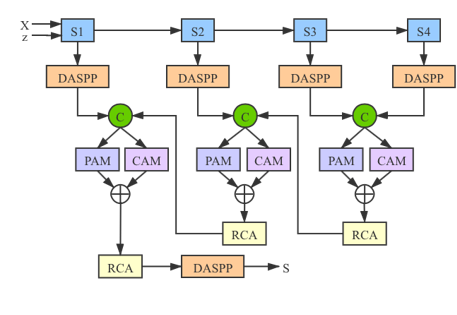 X
z
S1 S2 S3 S4
DASPP DASPP DASPP DASPP
C C C
PAM CAM PAM CAM PAM CAM
RCA RCA
RCA DASPP S